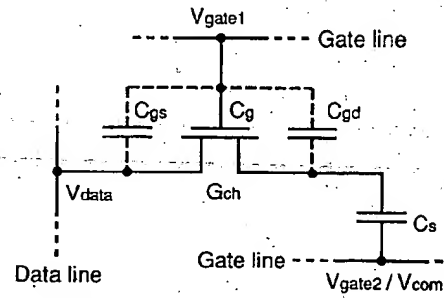 Vgate1
Gate line
Cgs
Cg
Cgd
Vdata
Gch
Cs
Gate line
Data line
Vgate2 / Vcom